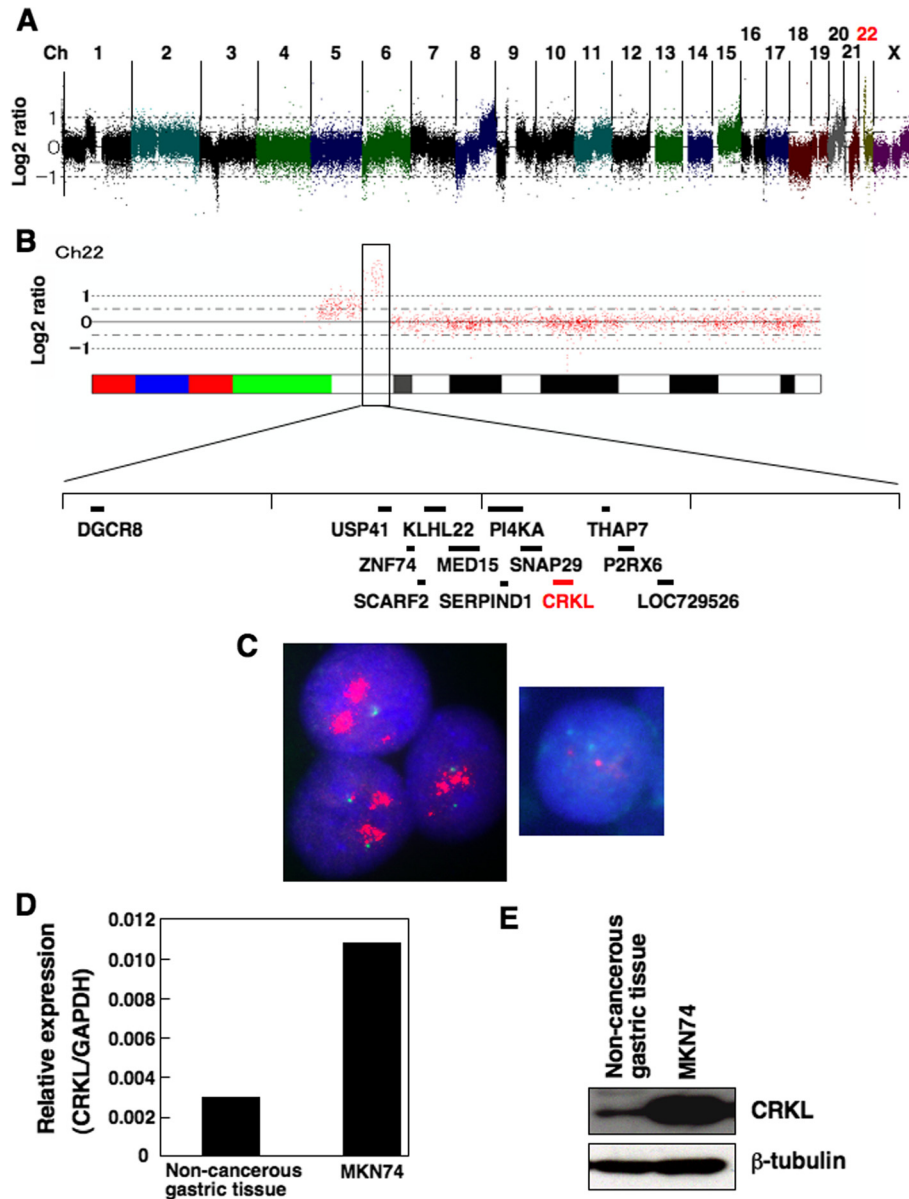 A
Ch 1 2 3 4 5 6 7 8 9 10 11 12 13 14 15 16 17 18 19 20 21 22 X
Log2 ratio
1
0
−1
B
Ch22
Log2 ratio
1
0
−1
DGCR8 USP41 KLHL22 PI4KA THAP7
ZNF74 MED15 SNAP29 P2RX6
SCARF2 SERPIND1 CRKL LOC729526
C
D
Relative expression
(CRKL/GAPDH)
0.012
0.010
0.008
0.006
0.004
0.002
0
Non-cancerous
gastric tissue
MKN74
E
Non-cancerous
gastric tissue
MKN74
CRKL
β-tubulin